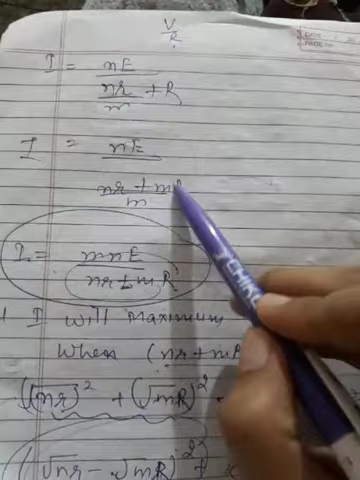 V/R
I = nE / (nr/m + R)
I = nE / (nr + m / m)
I = mnE / (nr + mR)
I will maximum
When (nr + mR
(√nr)² + (√mR)²
(√nr - √mR)² +